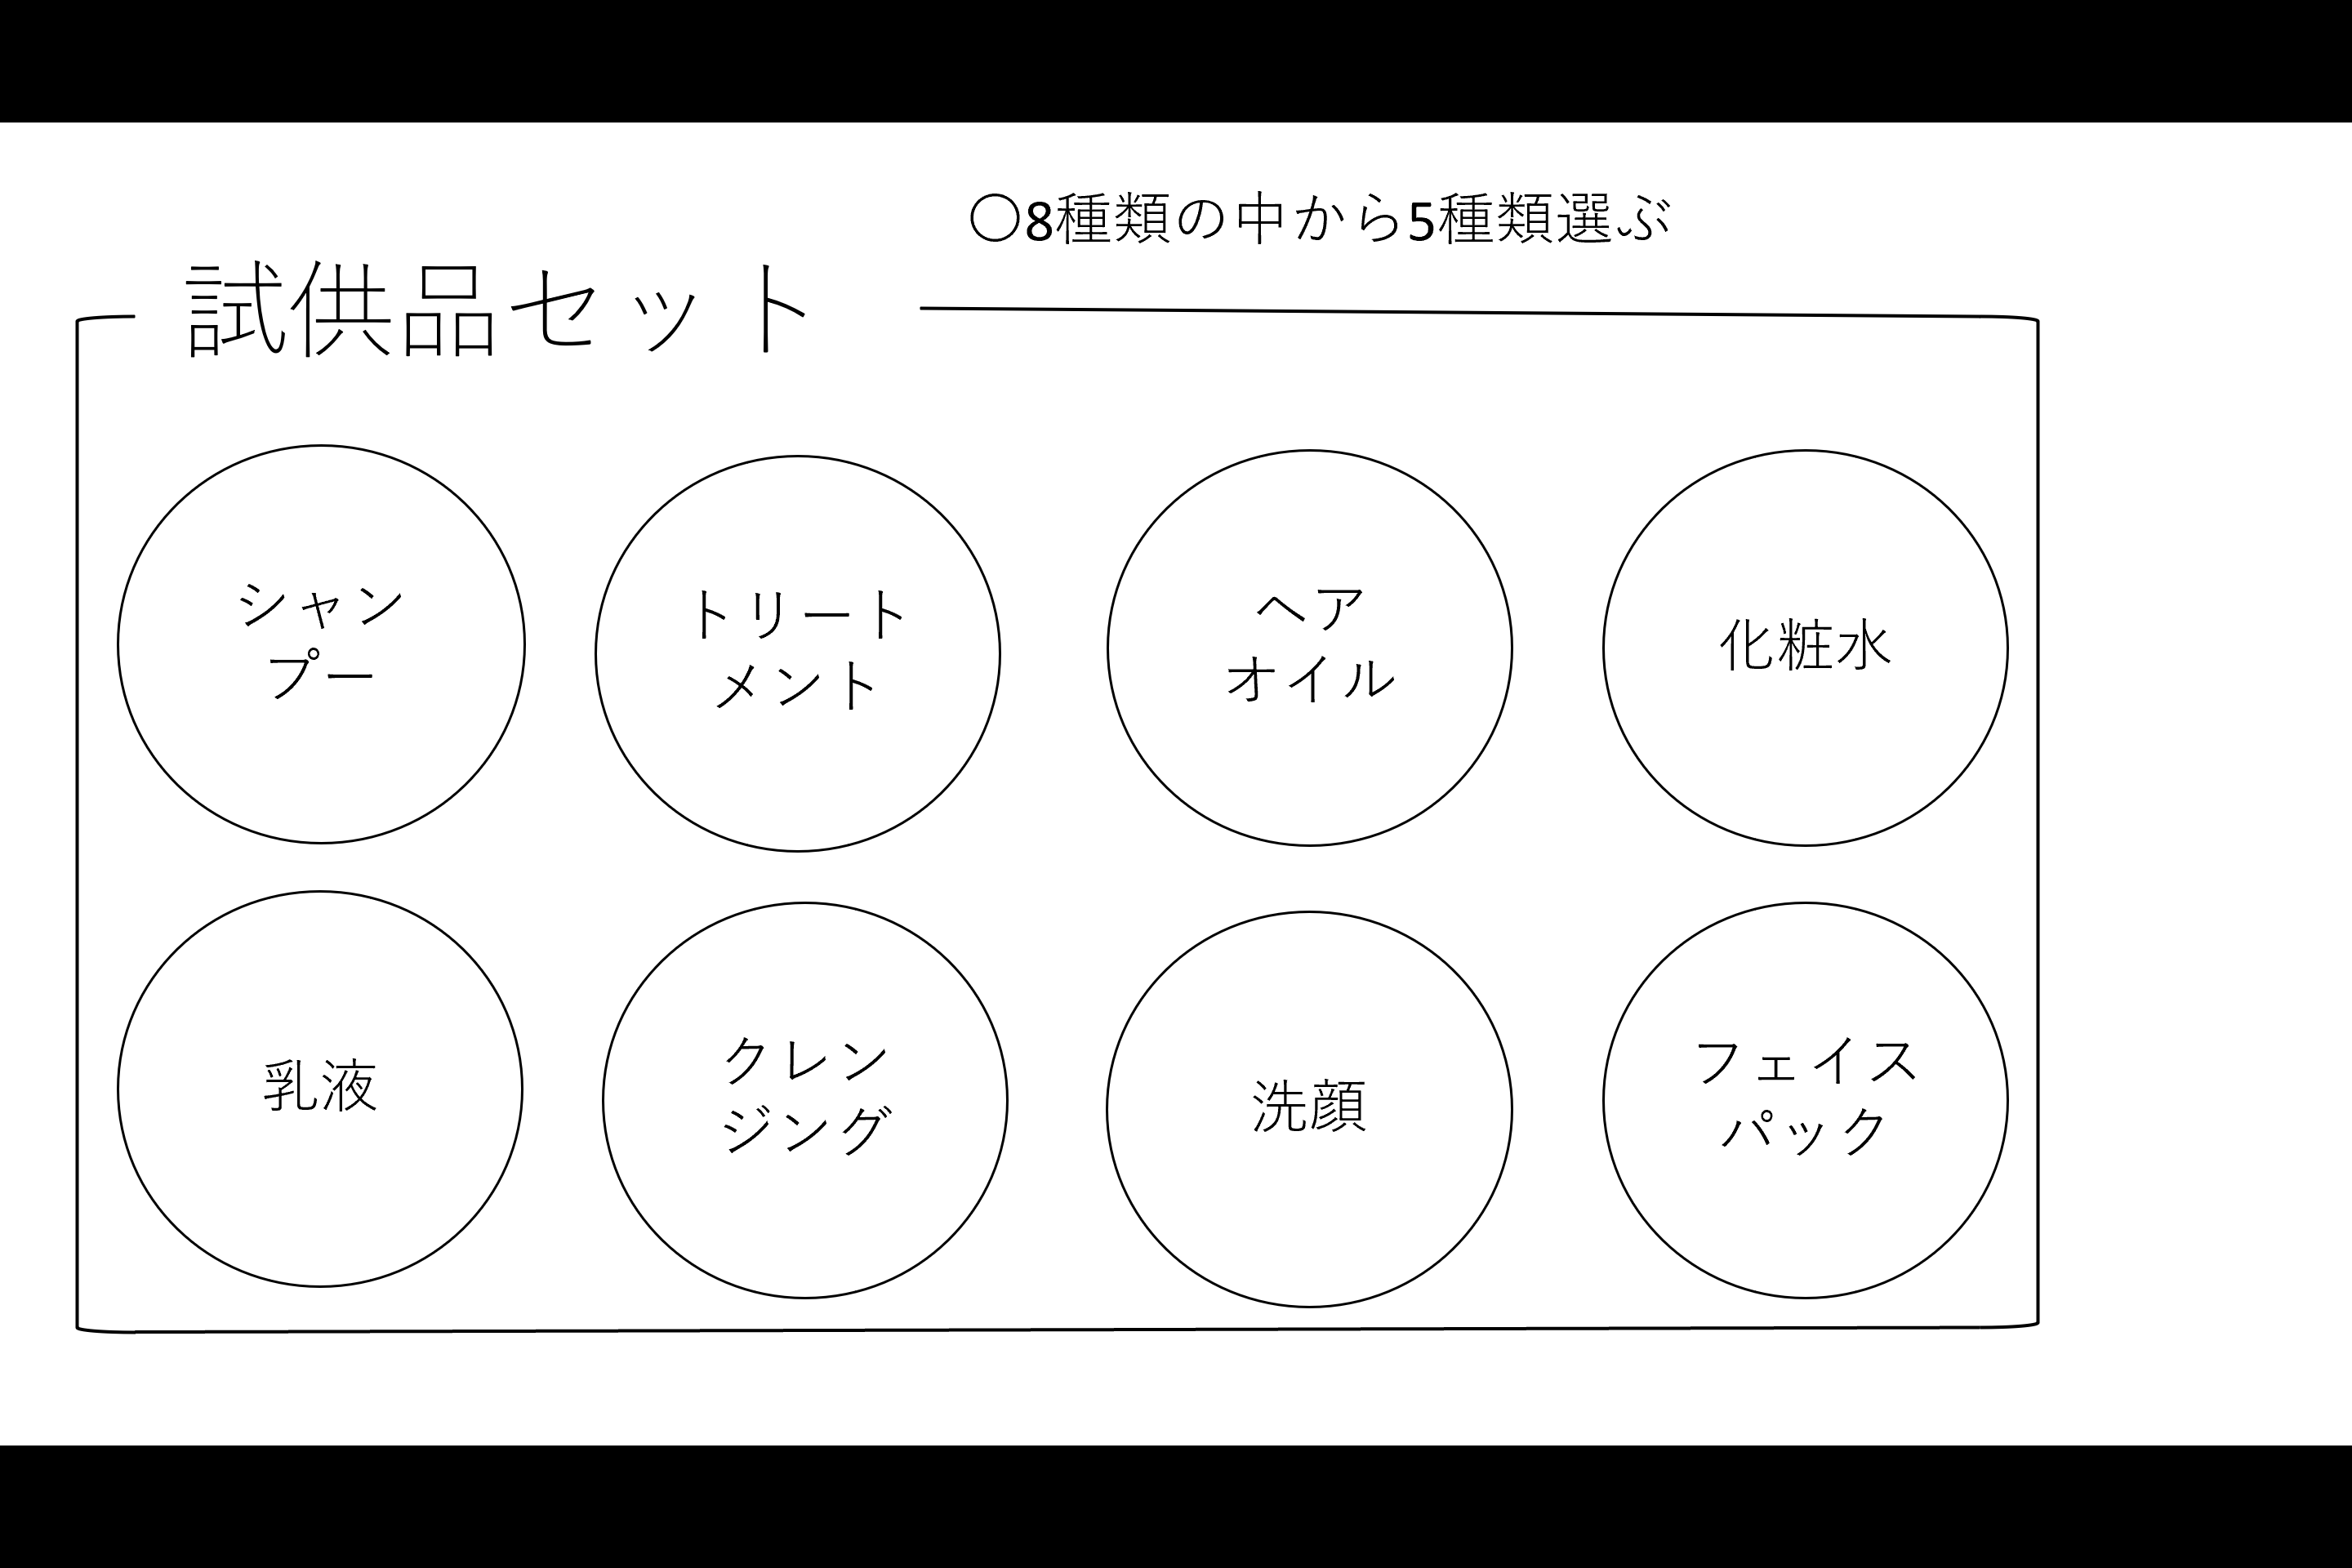 〇8種類の中から5種類選ぶ
試供品セット
シャン
プー
トリート
メント
ヘア
オイル
化粧水
乳液
クレン
ジング
洗顔
フェイス
パック